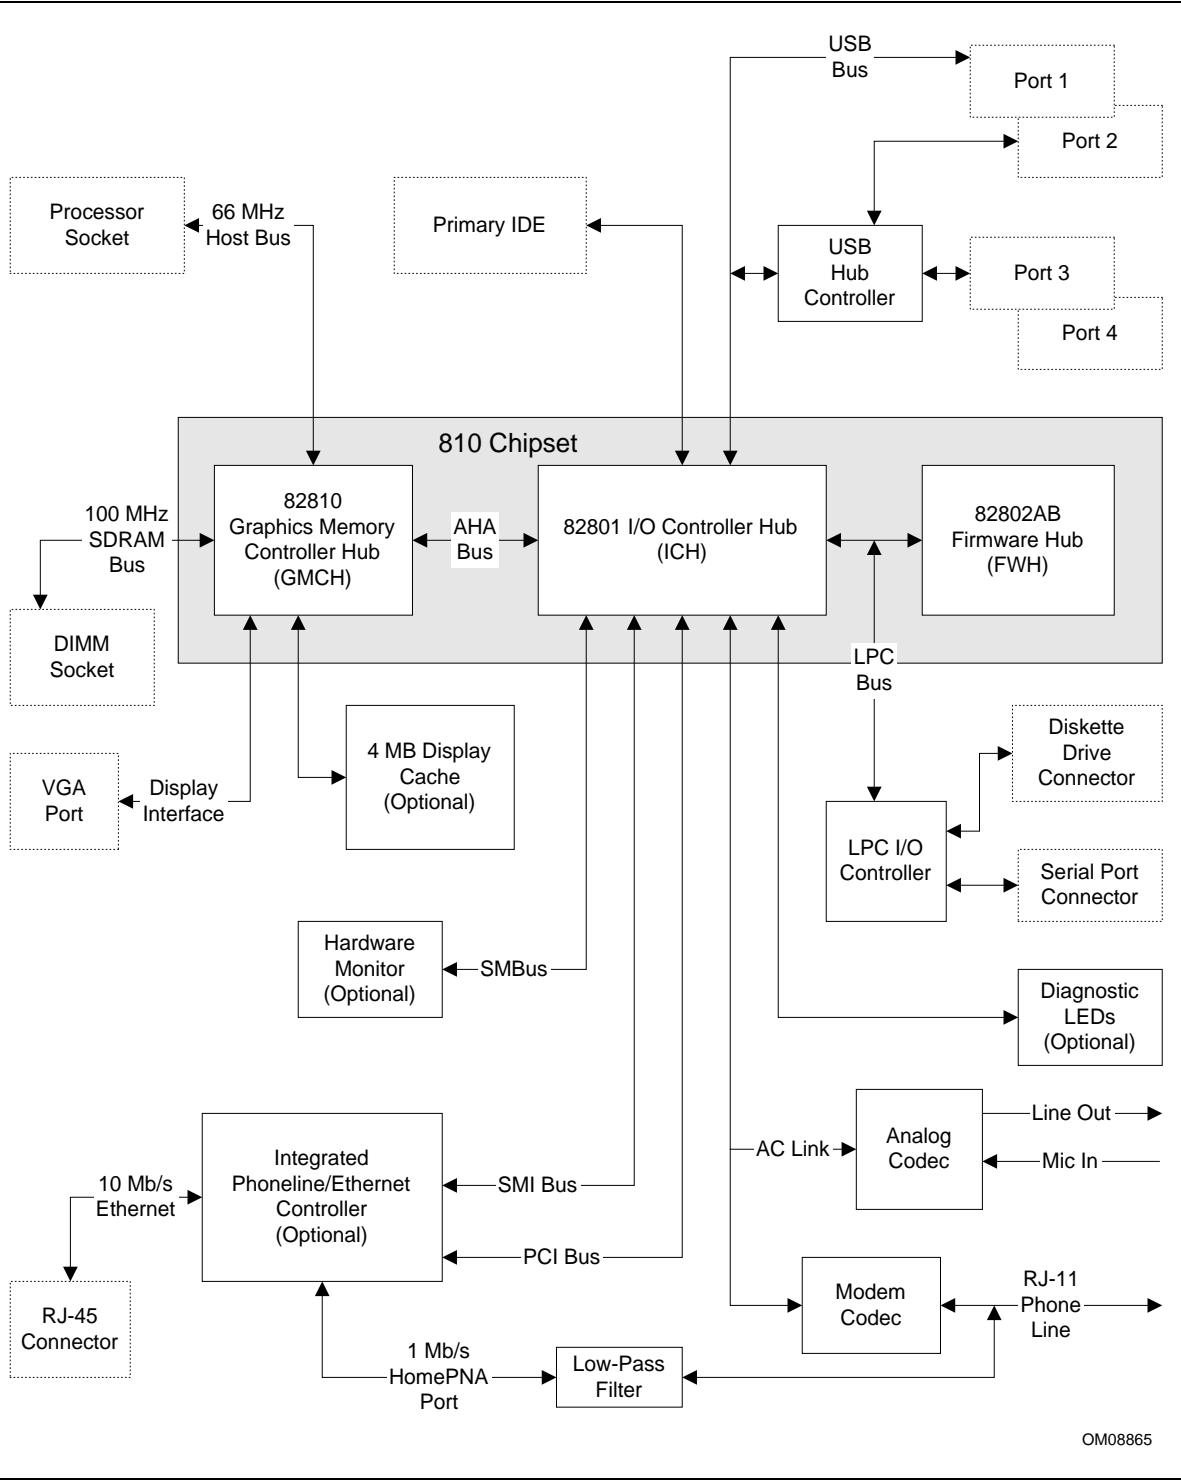 USB
Bus
Port 1
Port 2
Processor
Socket
66 MHz
Host Bus
Primary IDE
USB
Hub
Controller
Port 3
Port 4
810 Chipset
100 MHz
SDRAM
Bus
82810
Graphics Memory
Controller Hub
(GMCH)
AHA
Bus
82801 I/O Controller Hub
(ICH)
82802AB
Firmware Hub
(FWH)
DIMM
Socket
LPC
Bus
VGA
Port
Display
Interface
4 MB Display
Cache
(Optional)
Diskette
Drive
Connector
LPC I/O
Controller
Serial Port
Connector
Hardware
Monitor
(Optional)
SMBus
Diagnostic
LEDs
(Optional)
10 Mb/s
Ethernet
Integrated
Phoneline/Ethernet
Controller
(Optional)
SMI Bus
PCI Bus
AC Link
Analog
Codec
Line Out
Mic In
RJ-45
Connector
Modem
Codec
RJ-11
Phone
Line
1 Mb/s
HomePNA
Port
Low-Pass
Filter
OM08865